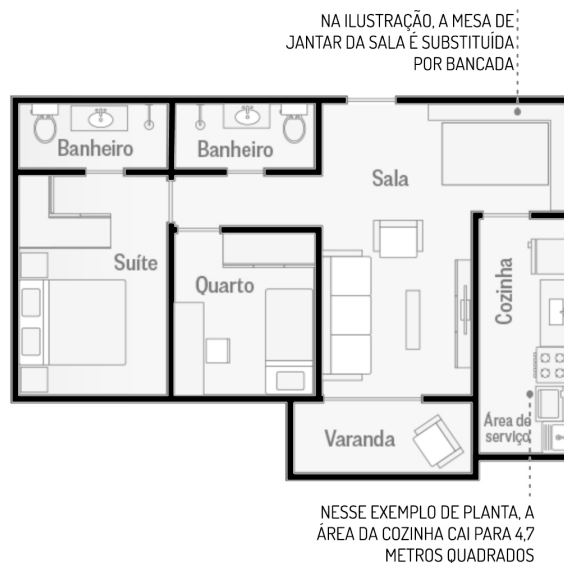 NA ILUSTRAÇÃO, A MESA DE
JANTAR DA SALA É SUBSTITUÍDA
POR BANCADA
Banheiro
Banheiro
Sala
Suíte
Quarto
Cozinha
Área de
serviço
Varanda
NESSE EXEMPLO DE PLANTA, A
ÁREA DA COZINHA CAI PARA 4,7
METROS QUADRADOS